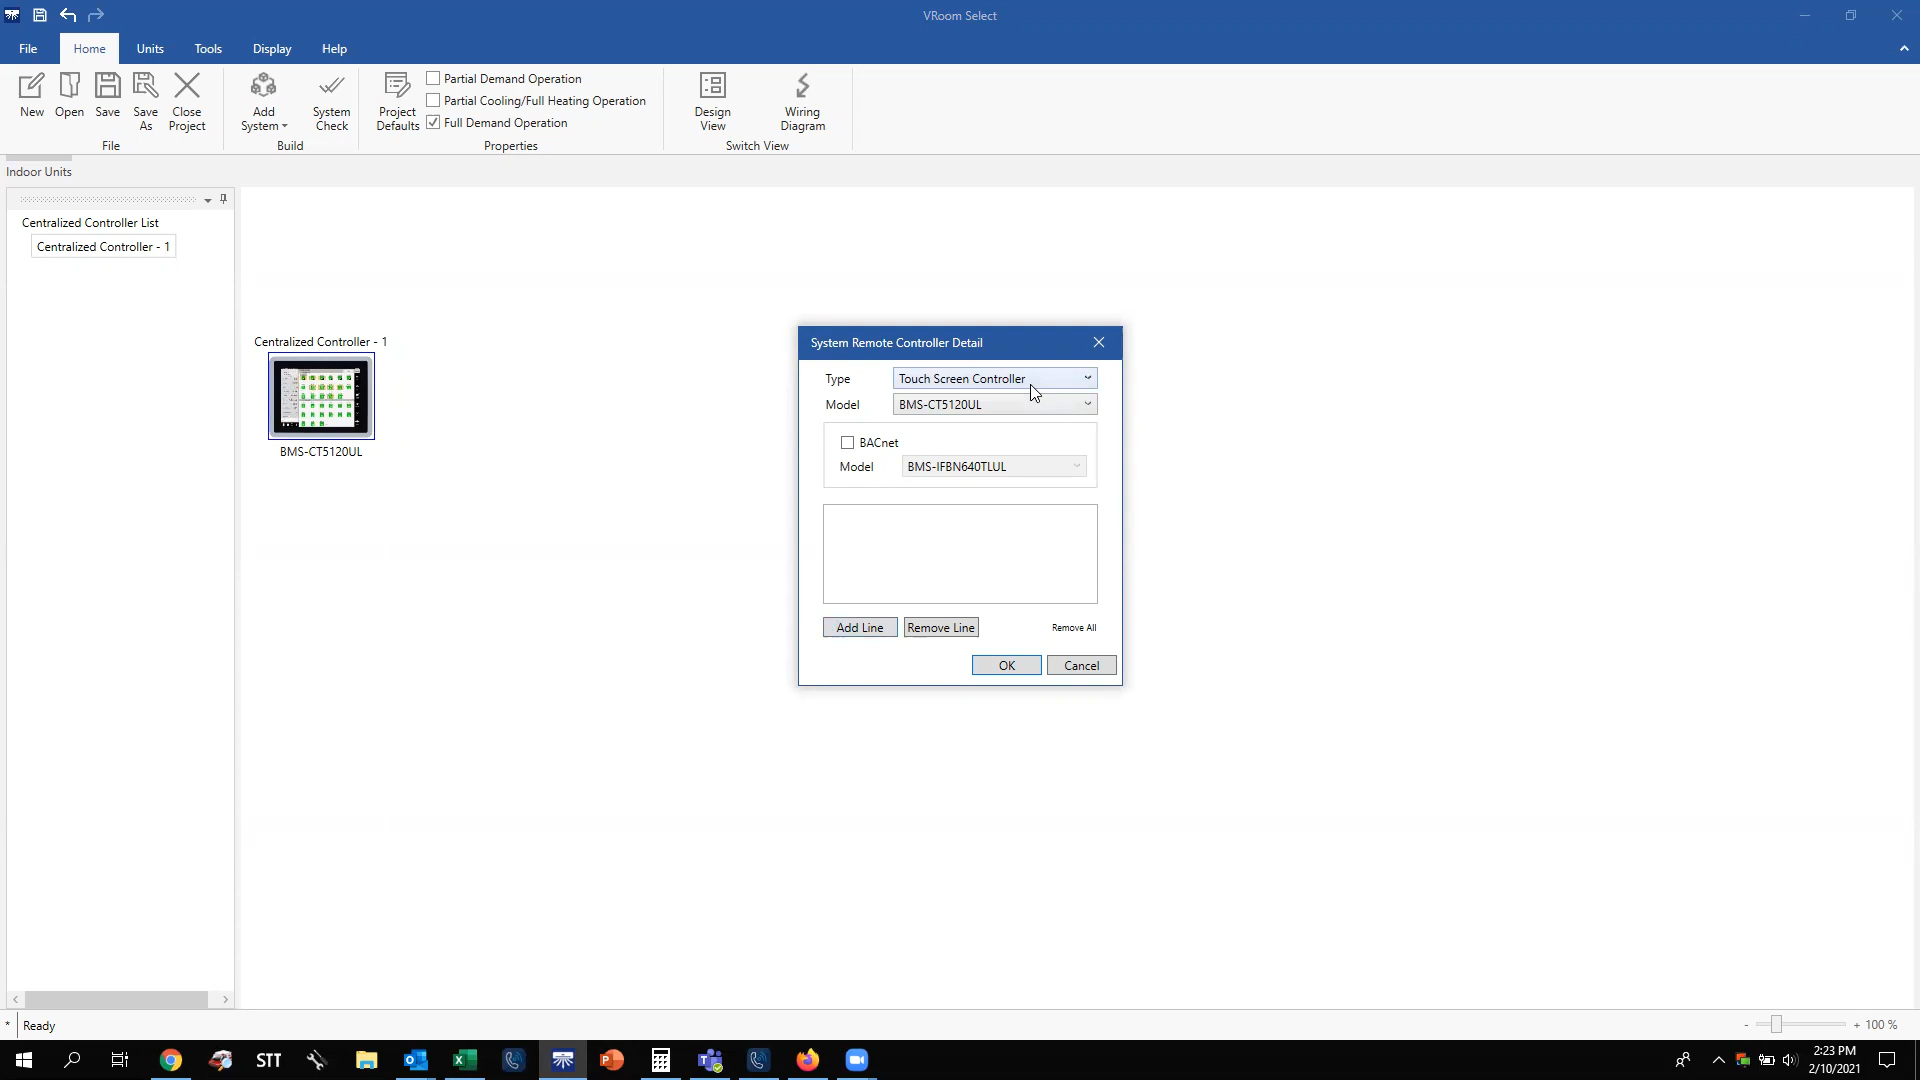 VRoom Select
File
Home
Units
Tools
Display
Help
New
Open
Save
Save As
Close Project
File
Add System
System Check
Build
Project Defaults
Partial Demand Operation
Partial Cooling/Full Heating Operation
Full Demand Operation
Properties
Design View
Wiring Diagram
Switch View
Indoor Units
Centralized Controller List
Centralized Controller - 1
Centralized Controller - 1
BMS-CT5120UL
System Remote Controller Detail
Type
Touch Screen Controller
Model
BMS-CT5120UL
BACnet
Model
BMS-IFBN640TLUL
Add Line
Remove Line
Remove All
OK
Cancel
* Ready
- + 100 %
STT
2:23 PM
2/10/2021